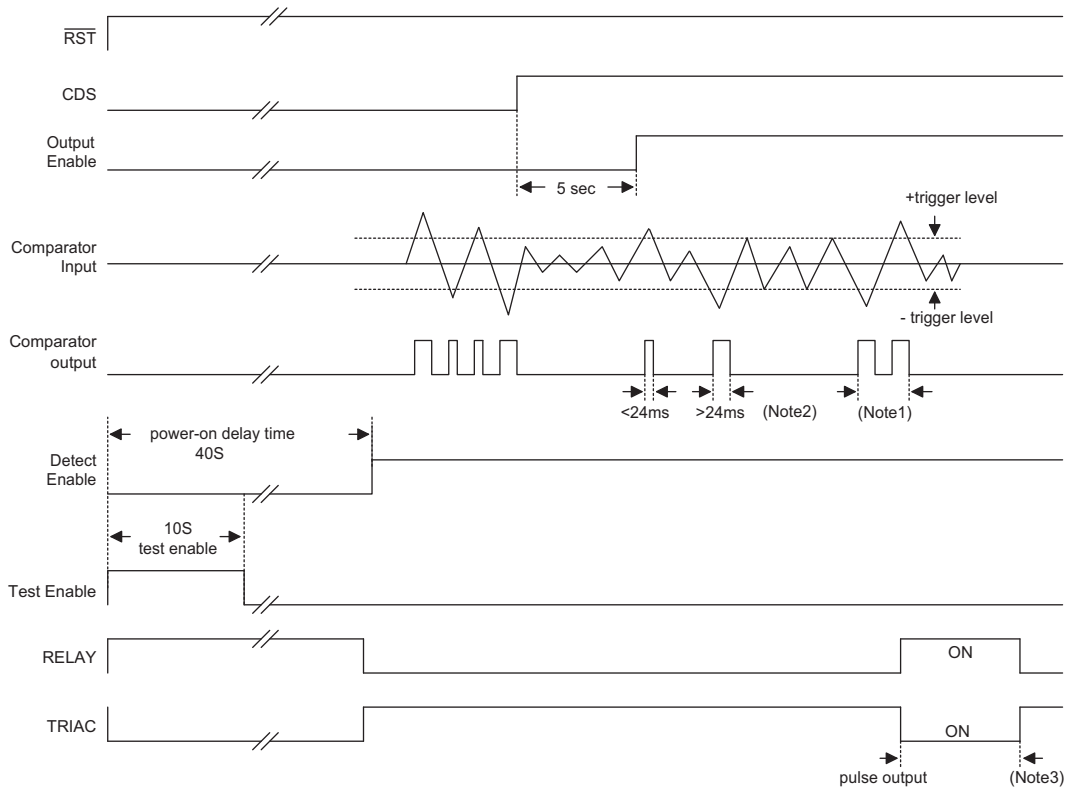 RST
CDS
Output
Enable
5 sec
+trigger level
Comparator
Input
- trigger level
Comparator
output
<24ms
>24ms
(Note2)
(Note1)
power-on delay time
40S
Detect
Enable
10S
test enable
Test Enable
RELAY
ON
TRIAC
ON
pulse output
(Note3)